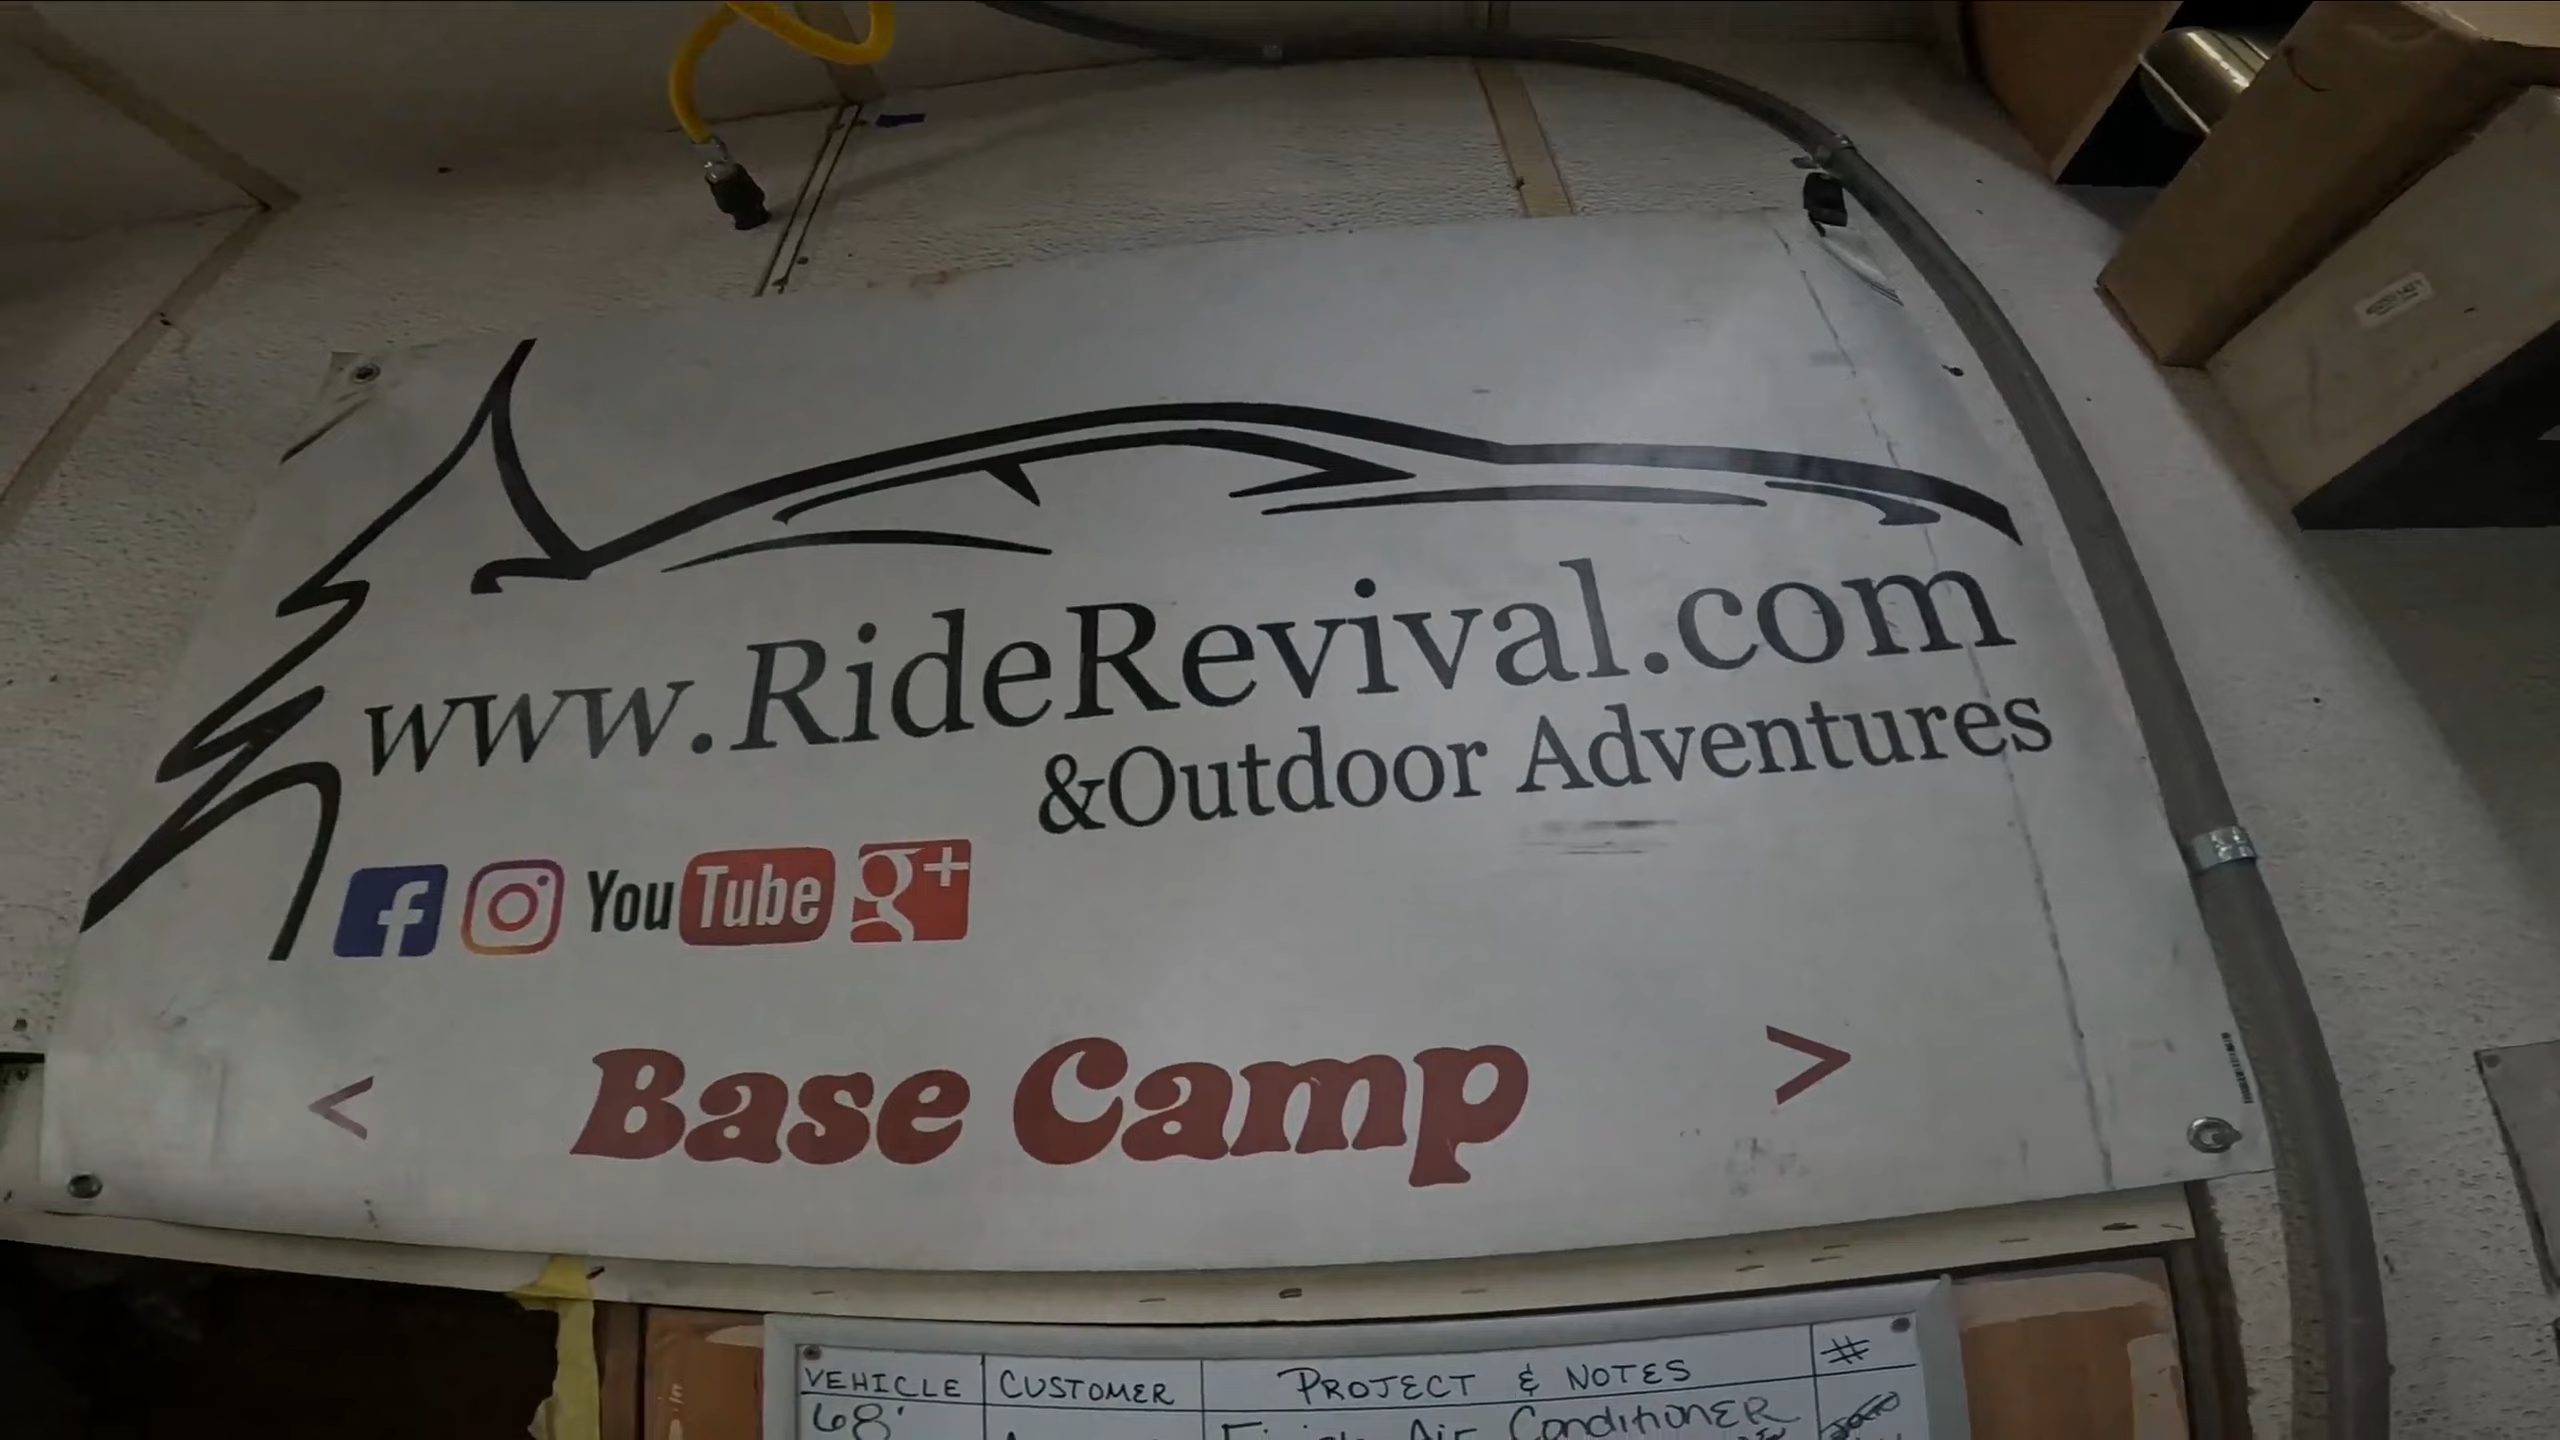 www.RideRevival.com
&Outdoor Adventures
f You Tube g+
< Base Camp >
VEHICLE CUSTOMER PROJECT & NOTES #
68' Air Conditioner